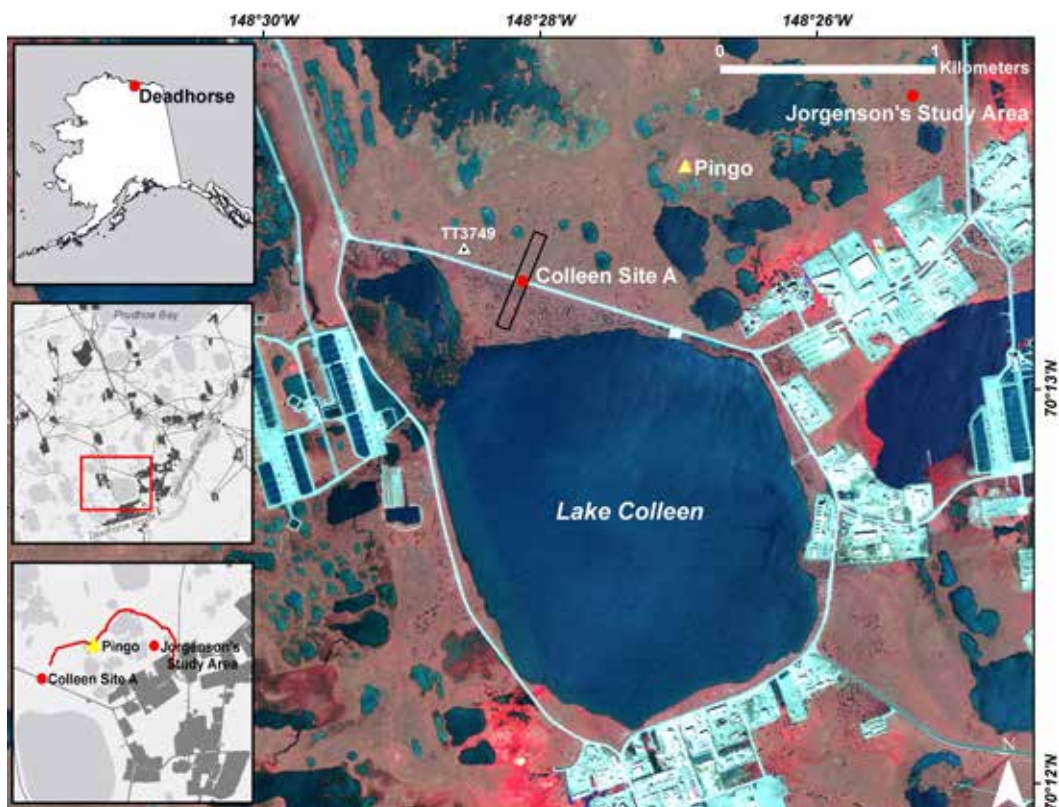 148°30'W
148°28'W
148°26'W
Deadhorse
0
1
Kilometers
Jorgenson's Study Area
Pingo
TT3749
Colleen Site A
Prudhoe Bay
70°13'N
Lake Colleen
Pingo
Jorgenson's
Study Area
Colleen Site A
N
0°12'N